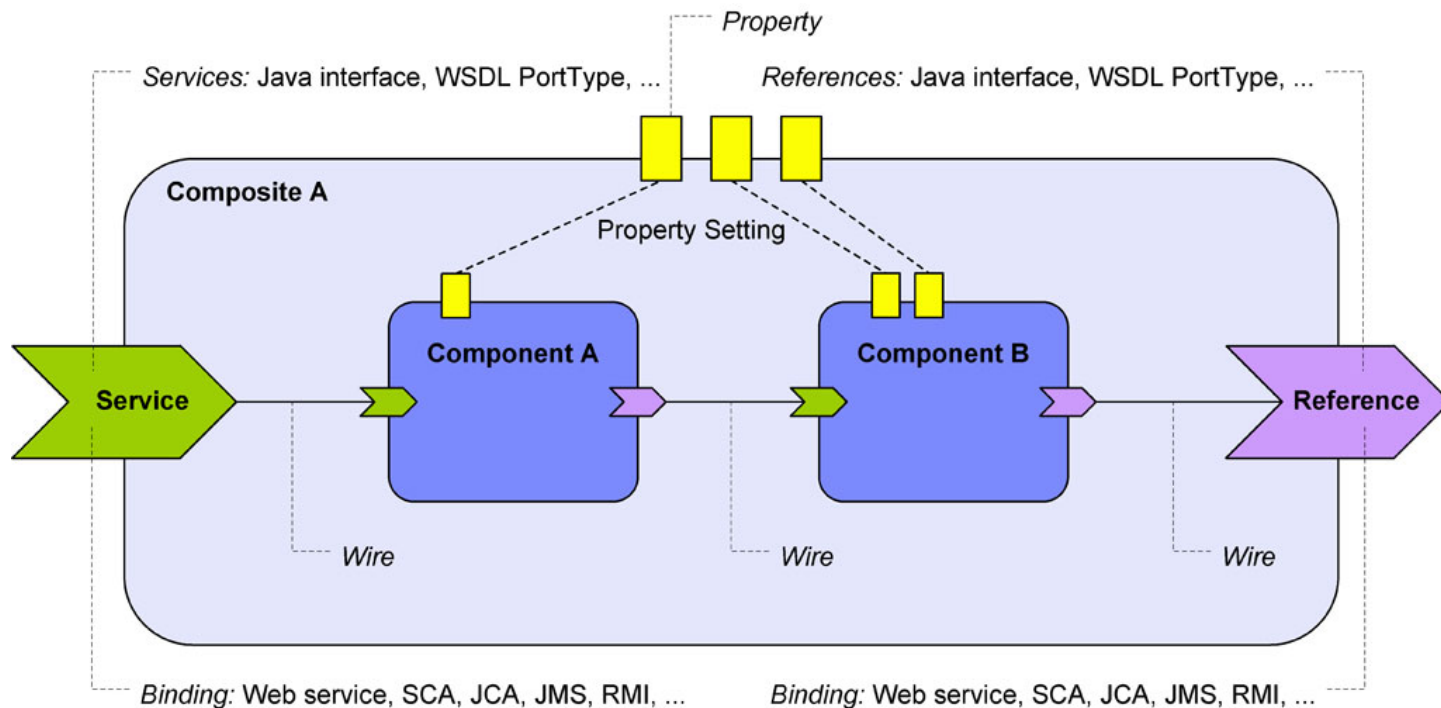 Property
Services: Java interface, WSDL PortType, ...
References: Java interface, WSDL PortType, ...
Composite A
Property Setting
Component A
Component B
Service
Reference
Wire
Wire
Wire
Binding: Web service, SCA, JCA, JMS, RMI, ...
Binding: Web service, SCA, JCA, JMS, RMI, ...